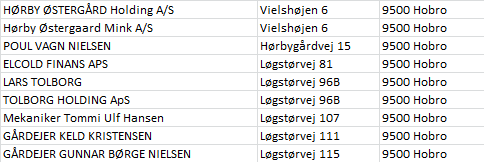 HØRBY ØSTERGÅRD Holding A/S Vielshøjen 6 9500 Hobro
Hørby Østergaard Mink A/S Vielshøjen 6 9500 Hobro
POUL VAGN NIELSEN Hørbygårdvej 15 9500 Hobro
ELCOLD FINANS APS Løgstørvej 81 9500 Hobro
LARS TOLBORG Løgstørvej 96B 9500 Hobro
TOLBORG HOLDING ApS Løgstørvej 96B 9500 Hobro
Mekaniker Tommi Ulf Hansen Løgstørvej 107 9500 Hobro
GÅRDEJER KELD KRISTENSEN Løgstørvej 111 9500 Hobro
GÅRDEJER GUNNAR BØRGE NIELSEN Løgstørvej 115 9500 Hobro